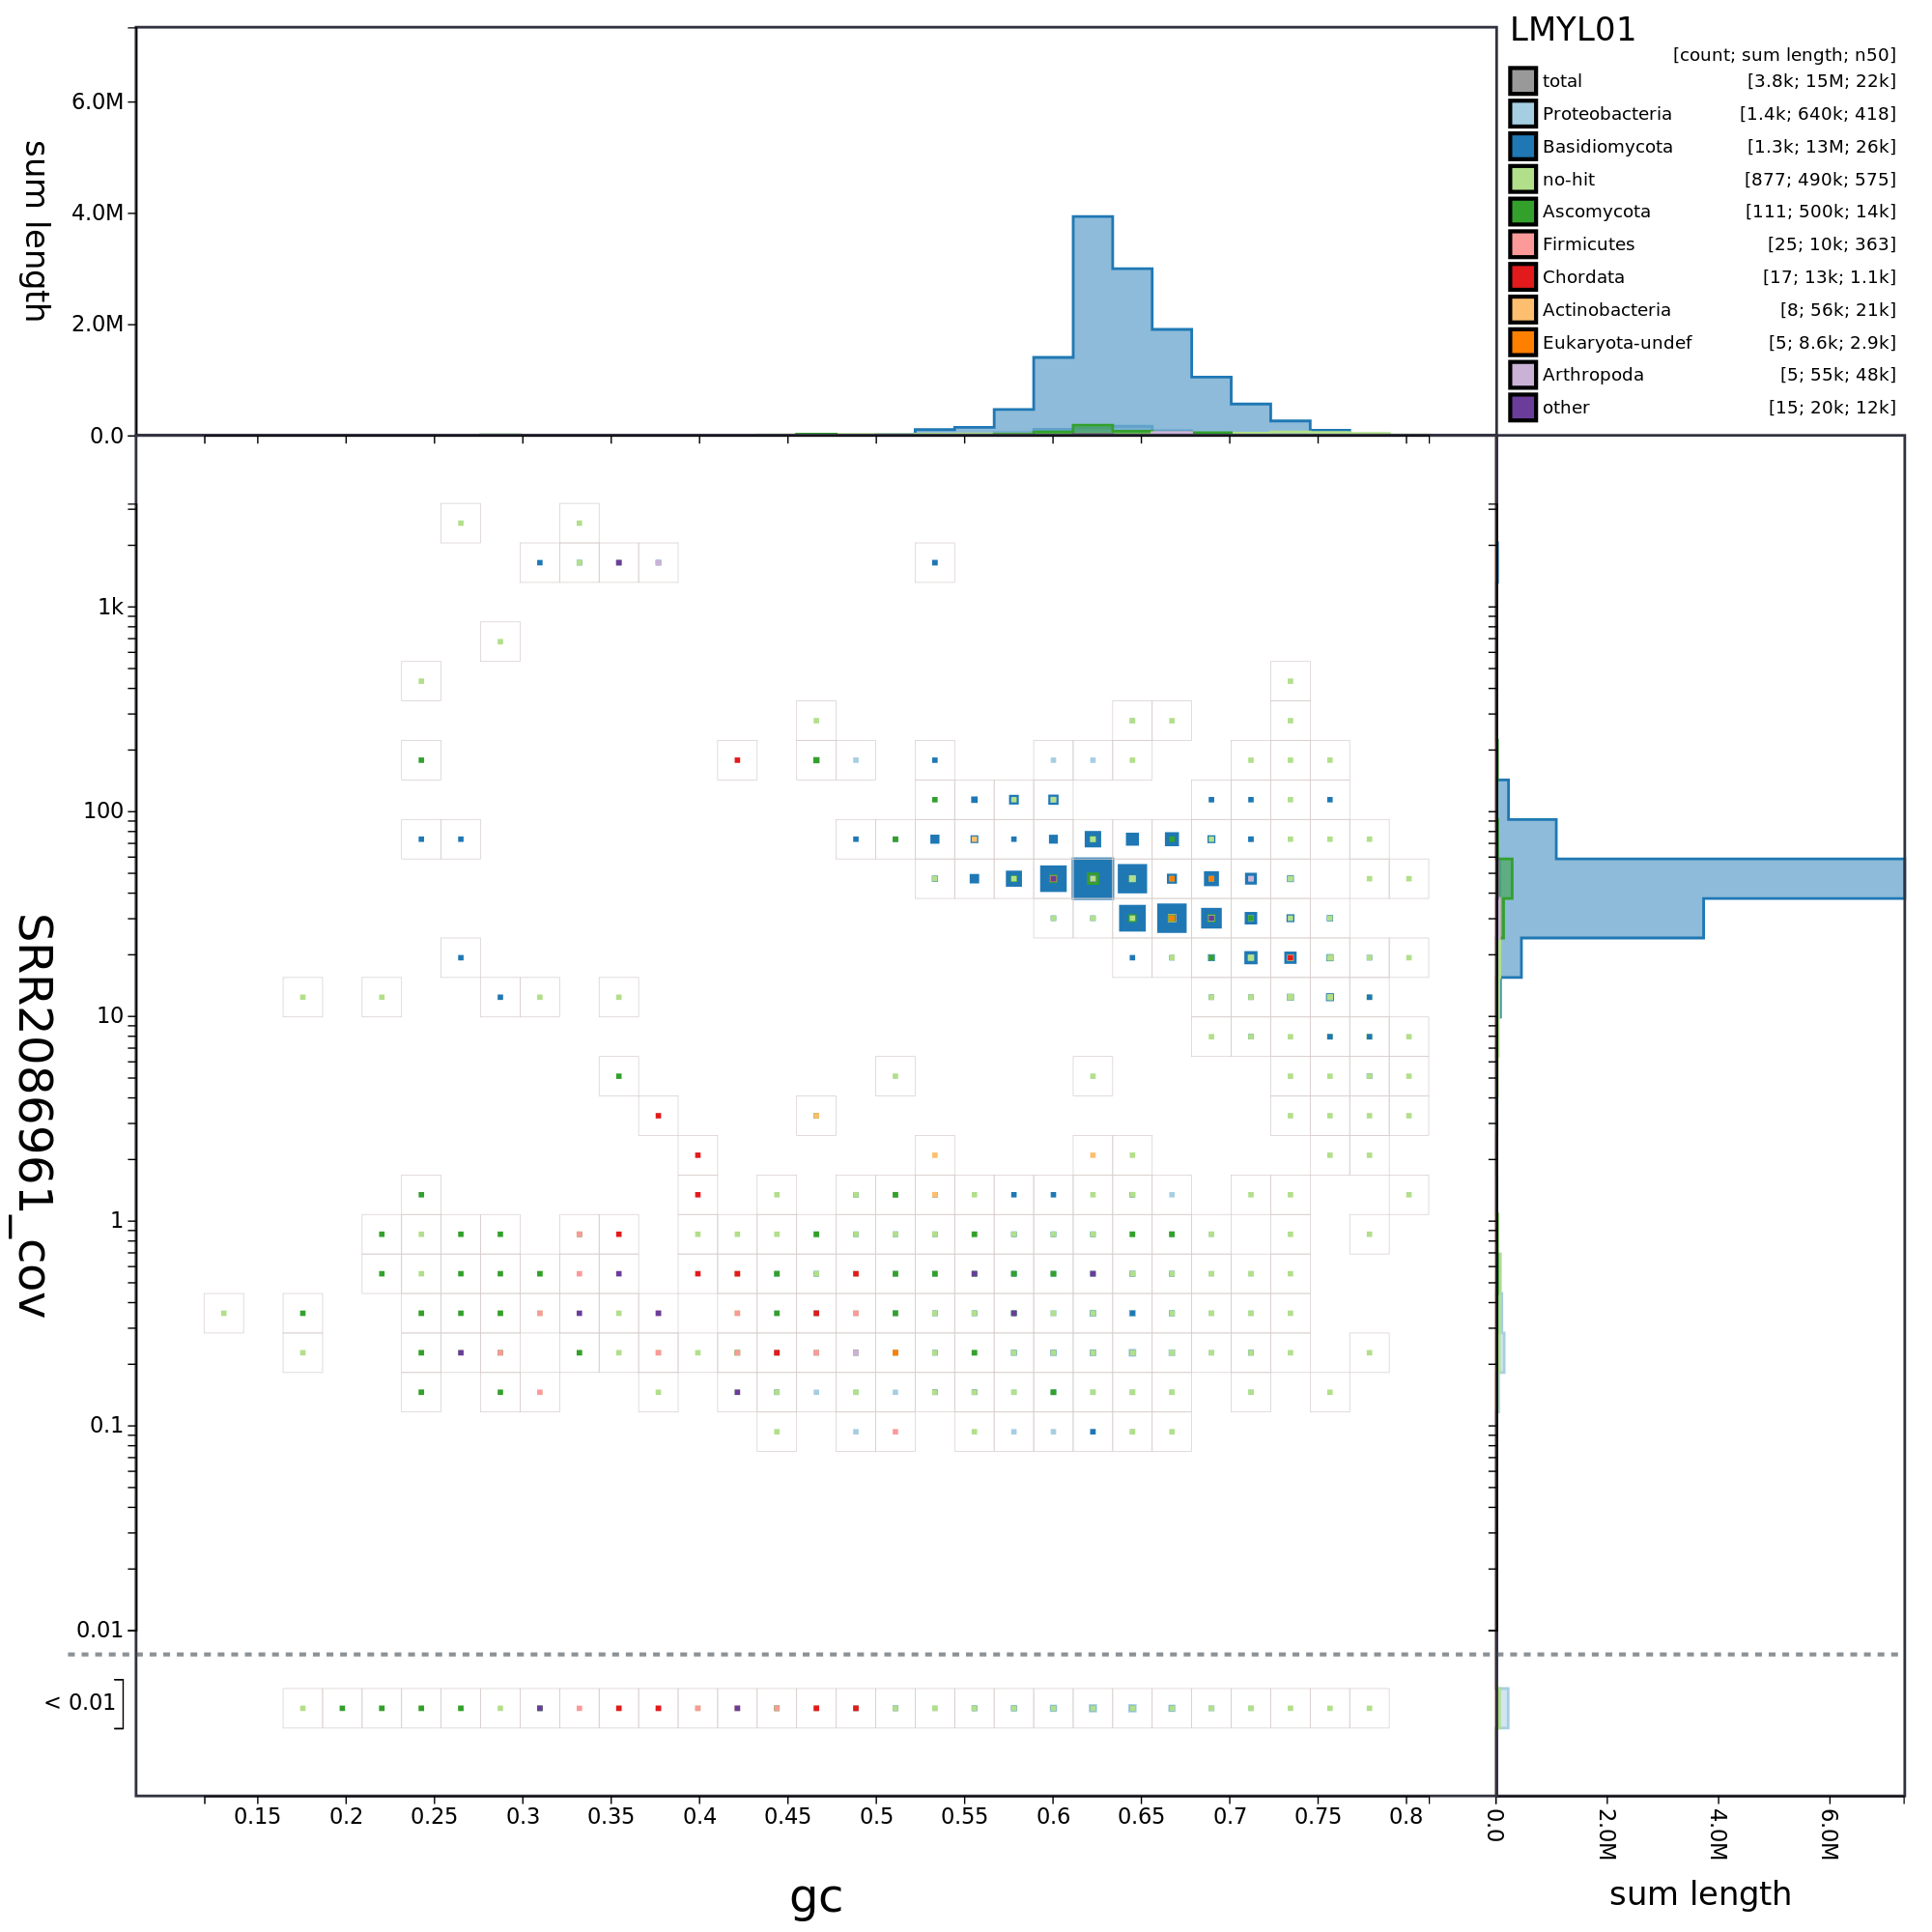 LMYL01
[count; sum length; n50]
total [3.8k; 15M; 22k]
Proteobacteria [1.4k; 640k; 418]
Basidiomycota [1.3k; 13M; 26k]
no-hit [877; 490k; 575]
Ascomycota [111; 500k; 14k]
Firmicutes [25; 10k; 363]
Chordata [17; 13k; 1.1k]
Actinobacteria [8; 56k; 21k]
Eukaryota-undef [5; 8.6k; 2.9k]
Arthropoda [5; 55k; 48k]
other [15; 20k; 12k]
sum length
6.0M
4.0M
2.0M
0.0
SRR2086961_cov
1k
100
10
1
0.1
0.01
< 0.01
0.15 0.2 0.25 0.3 0.35 0.4 0.45 0.5 0.55 0.6 0.65 0.7 0.75 0.8
gc
0.0 2.0M 4.0M 6.0M
sum length